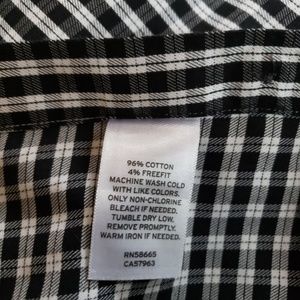 96% COTTON
4% FREEFIT
MACHINE WASH COLD
WITH LIKE COLORS.
ONLY NON-CHLORINE
BLEACH IF NEEDED.
TUMBLE DRY LOW.
REMOVE PROMPTLY.
WARM IRON IF NEEDED.
RN58665
CA57963